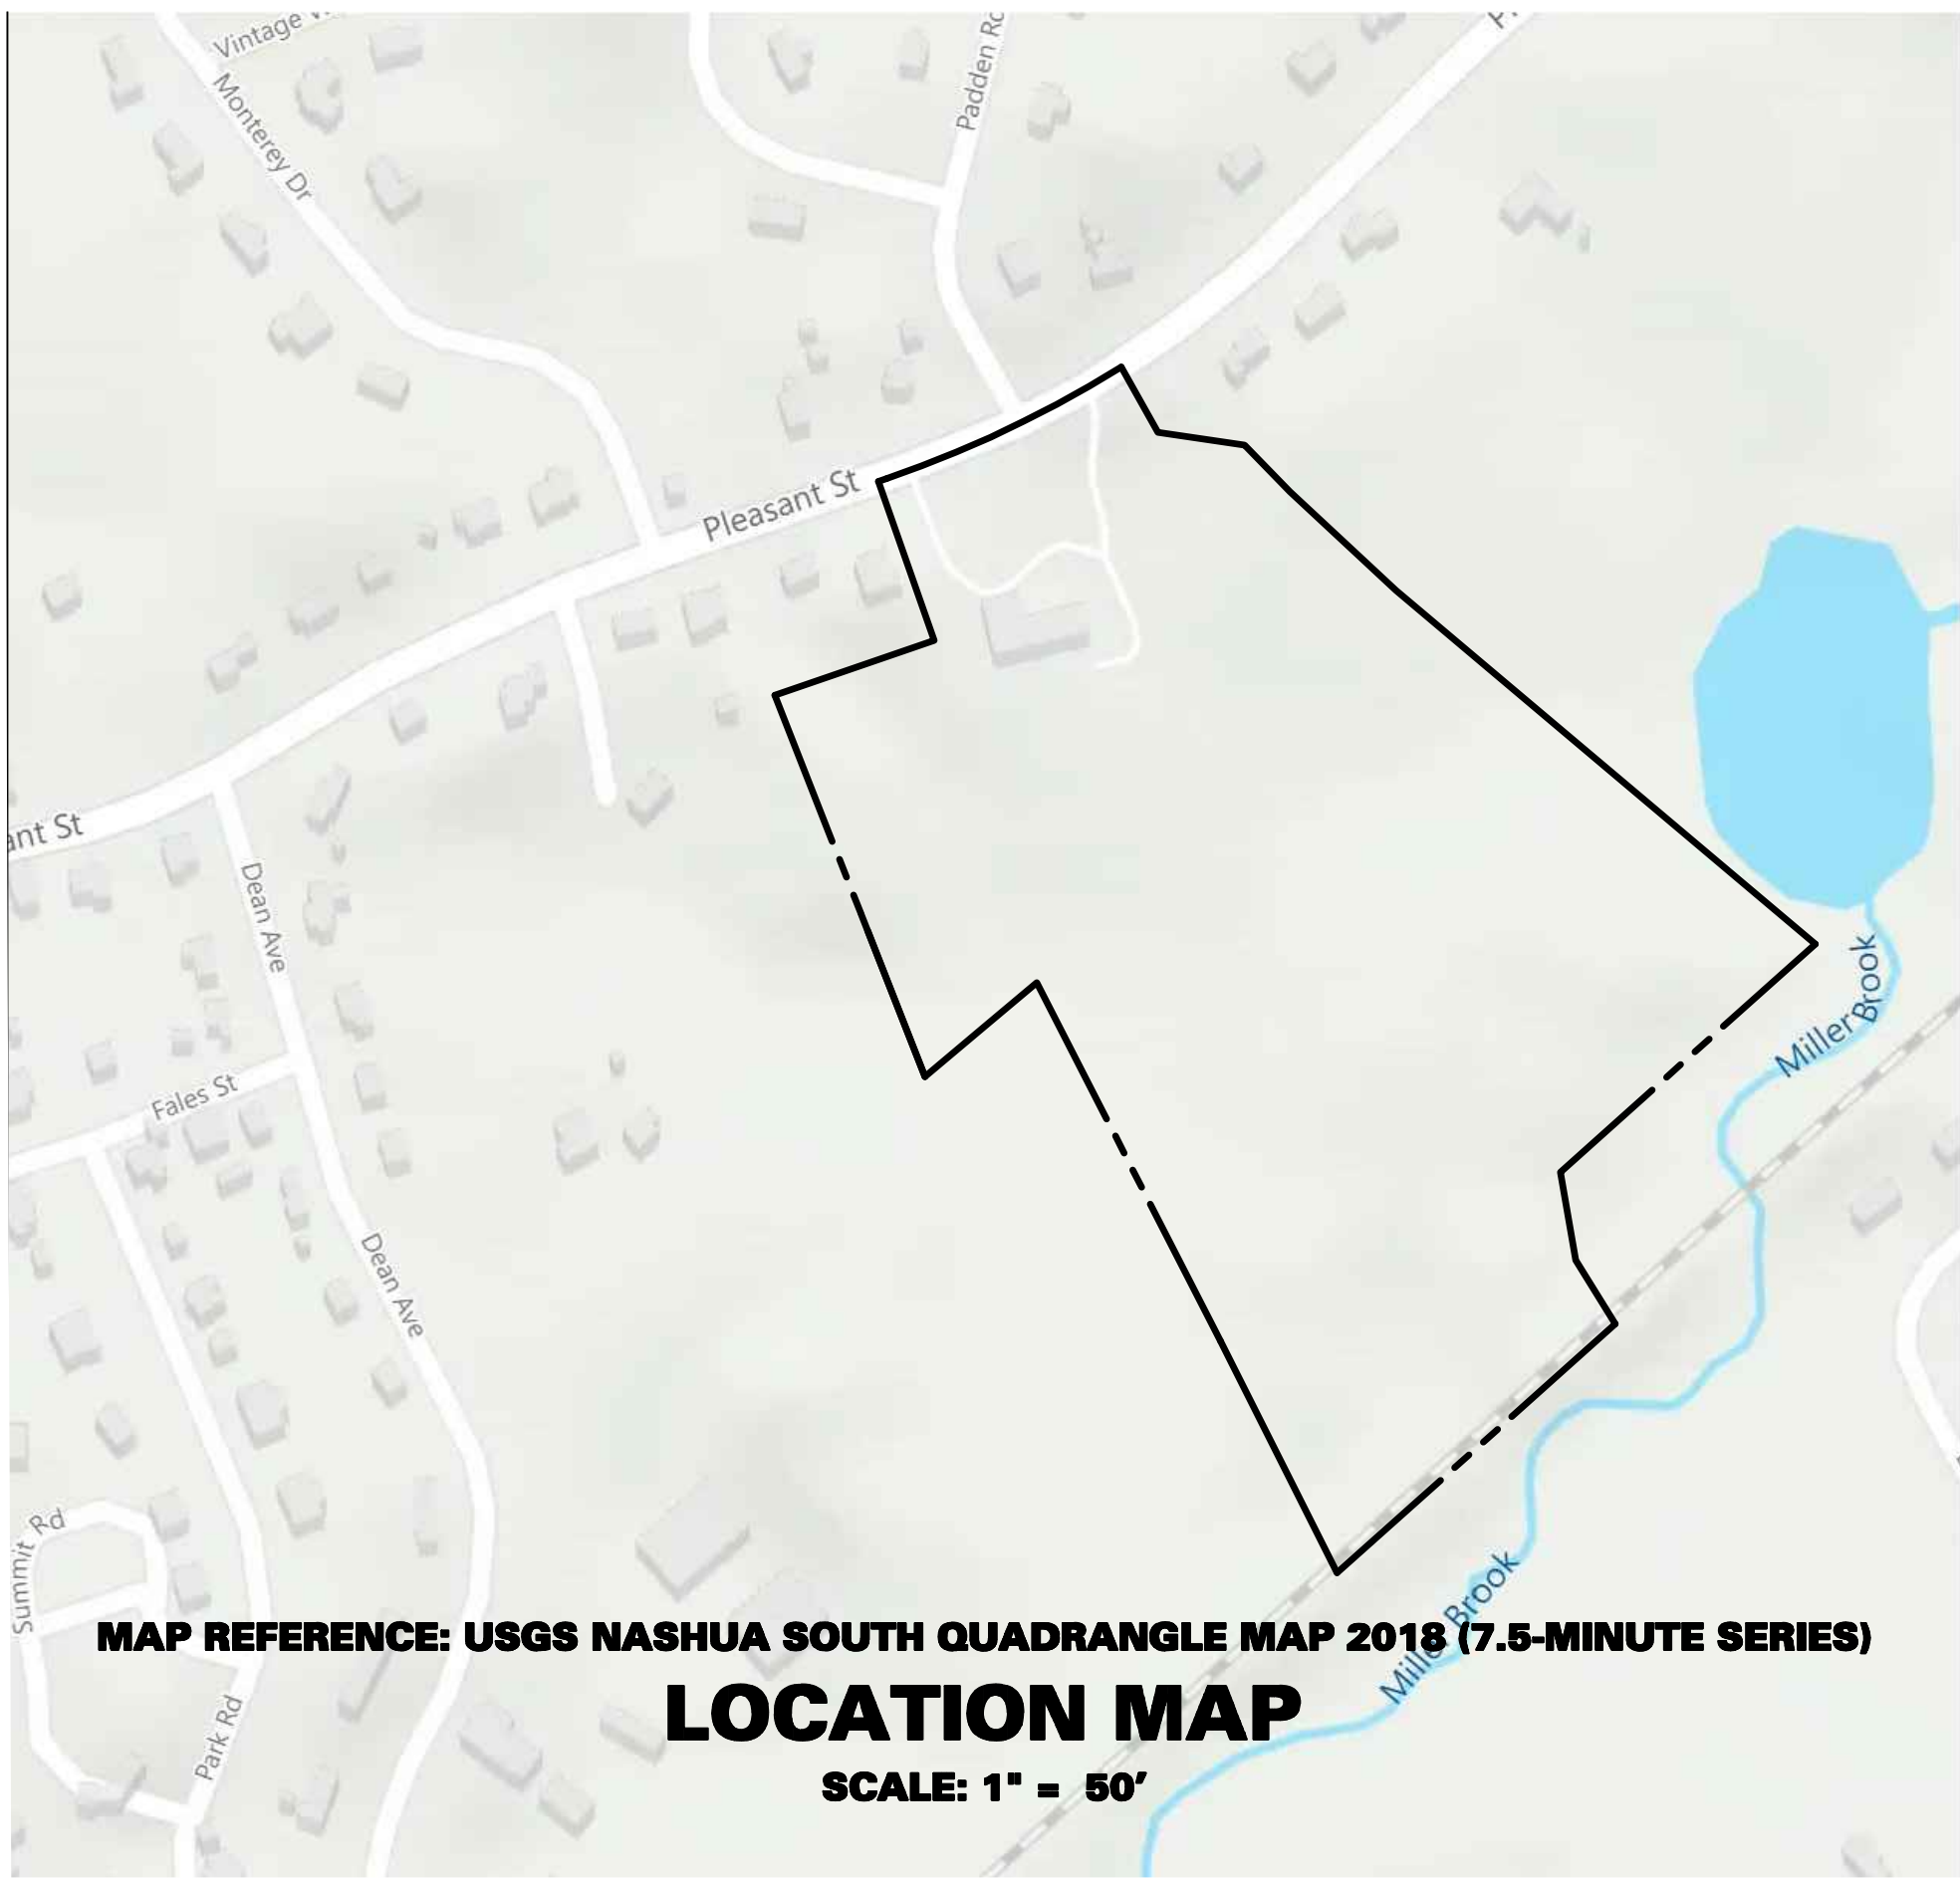 Vintage
Monterey Dr
Padden Rd
Pleasant St
ant St
Dean Ave
Miller Brook
Fales St
Dean Ave
Summit Rd
Miller Brook
MAP REFERENCE: USGS NASHUA SOUTH QUADRANGLE MAP 2018 (7.5-MINUTE SERIES)
LOCATION MAP
Park Rd
SCALE: 1" = 50'